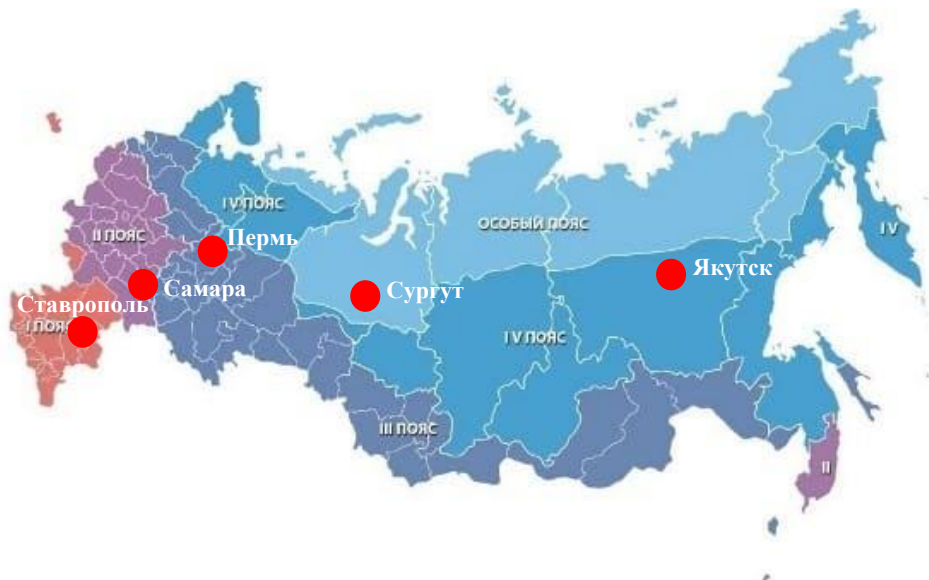 IV ПОЯС
ОСОБЫЙ ПОЯС
IV
II ПОЯС
Пермь
Якутск
Самара
Сургут
Ставрополь
I ПОЯС
IV ПОЯС
III ПОЯС
II